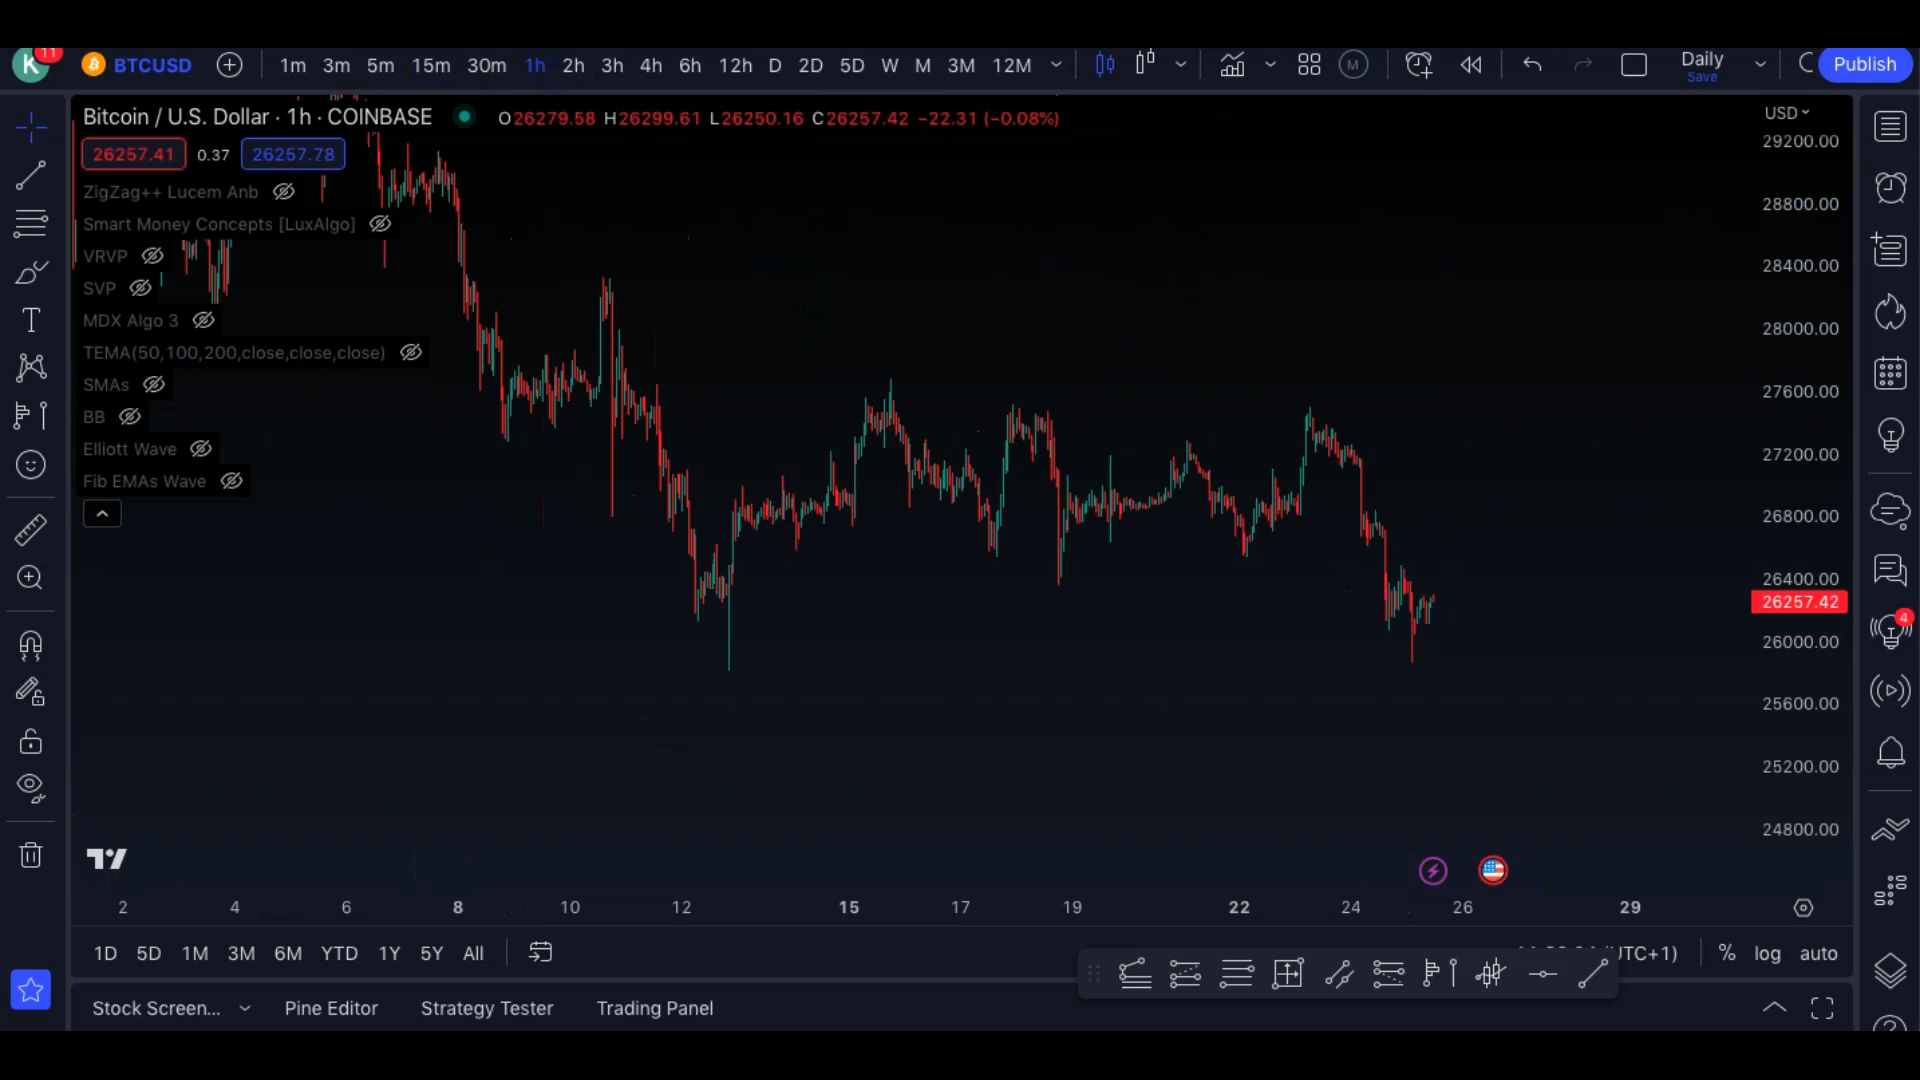 K 11 BTCUSD 1m 3m 5m 15m 30m 1h 2h 3h 4h 6h 12h D 2D 5D W M 3M 12M M Daily Publish
Save
Bitcoin / U.S. Dollar · 1h · COINBASE O26279.58 H26299.61 L26250.16 C26257.42 −22.31 (−0.08%)
USD
26257.41 0.37 26257.78
ZigZag++ Lucem Anb
Smart Money Concepts [LuxAlgo]
VRVP
SVP
MDX Algo 3
TEMA(50,100,200,close,close,close)
SMAs
BB
Elliott Wave
Fib EMAs Wave
29200.00
28800.00
28400.00
28000.00
27600.00
27200.00
26800.00
26400.00
26257.42
26000.00
25600.00
25200.00
24800.00
4
2 4 6 8 10 12 15 17 19 22 24 26 29
1D 5D 1M 3M 6M YTD 1Y 5Y All UTC+1) % log auto
Stock Screen... Pine Editor Strategy Tester Trading Panel